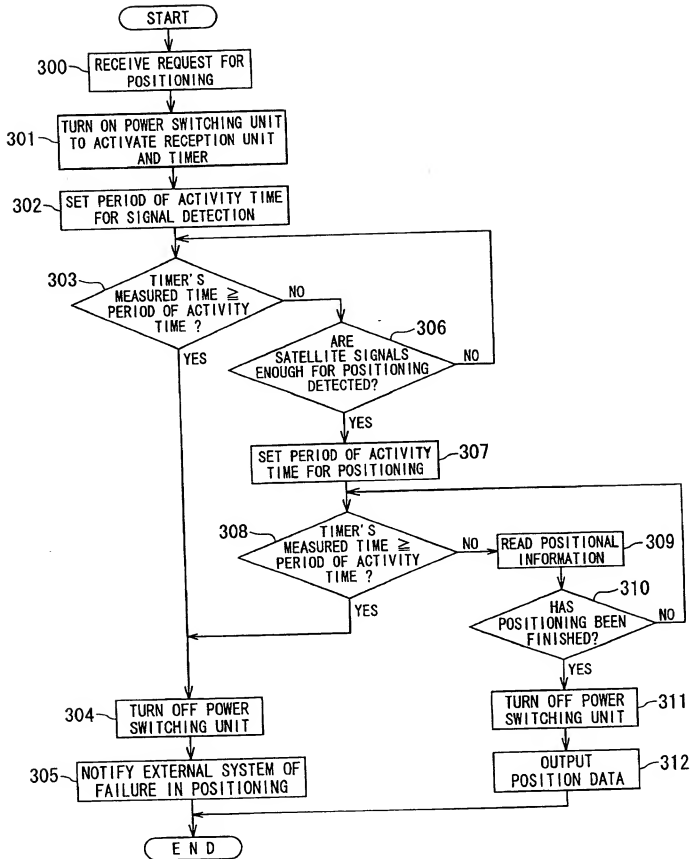 START
300
RECEIVE REQUEST FOR
POSITIONING
301
TURN ON POWER SWITCHING UNIT
TO ACTIVATE RECEPTION UNIT
AND TIMER
302
SET PERIOD OF ACTIVITY TIME
FOR SIGNAL DETECTION
303
TIMER'S
MEASURED TIME ≧
PERIOD OF ACTIVITY
TIME ?
NO
YES
306
ARE
SATELLITE SIGNALS
ENOUGH FOR POSITIONING
DETECTED?
NO
YES
SET PERIOD OF ACTIVITY
TIME FOR POSITIONING
307
308
TIMER'S
MEASURED TIME ≧
PERIOD OF ACTIVITY
TIME ?
NO
YES
READ POSITIONAL
INFORMATION
309
310
HAS
POSITIONING BEEN
FINISHED?
NO
YES
304
TURN OFF POWER
SWITCHING UNIT
TURN OFF POWER
SWITCHING UNIT
311
305
NOTIFY EXTERNAL SYSTEM OF
FAILURE IN POSITIONING
OUTPUT
POSITION DATA
312
END